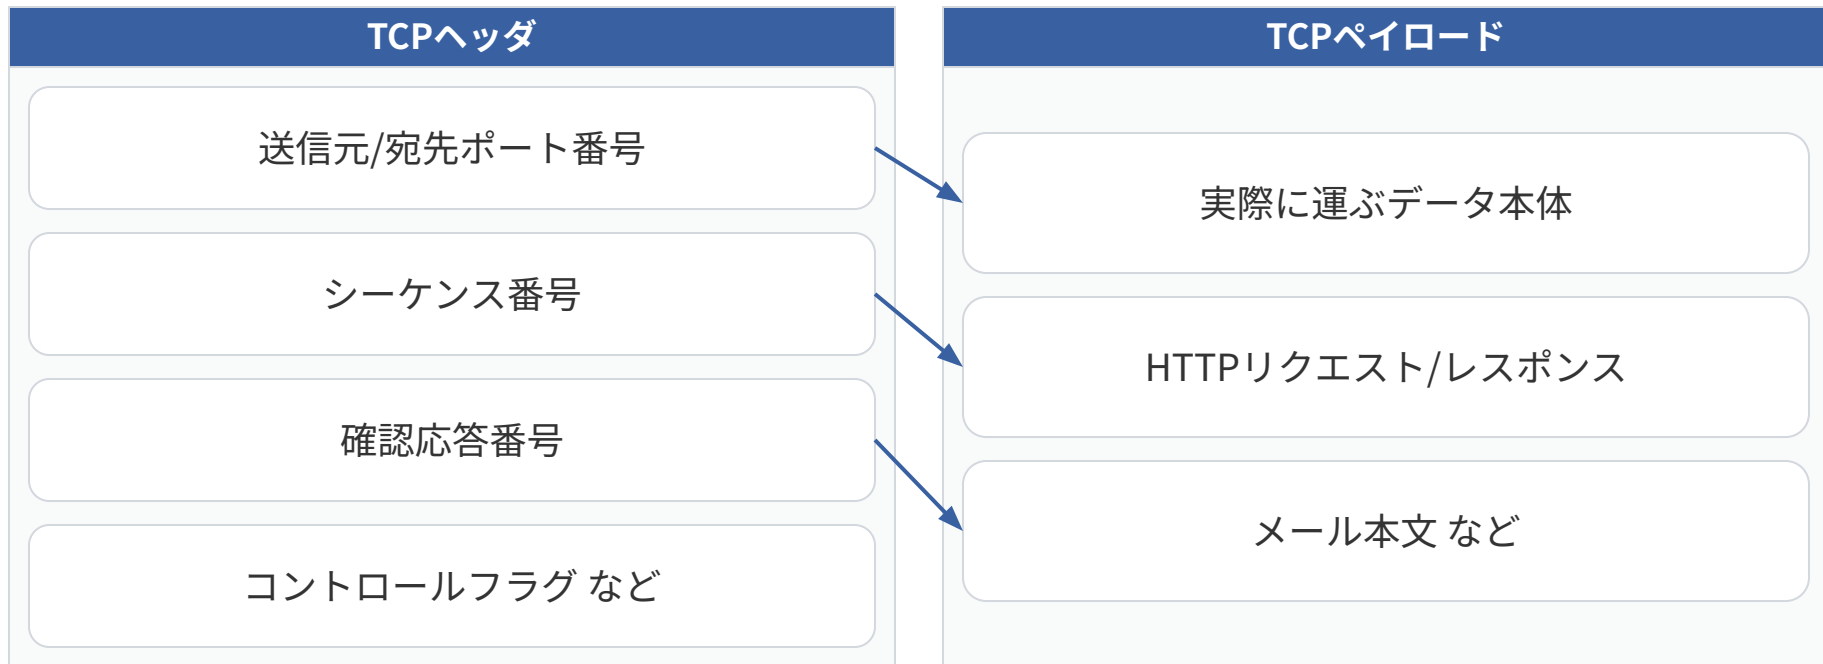 TCPヘッダ
送信元/宛先ポート番号
シーケンス番号
確認応答番号
コントロールフラグ など
TCPペイロード
実際に運ぶデータ本体
HTTPリクエスト/レスポンス
メール本文 など